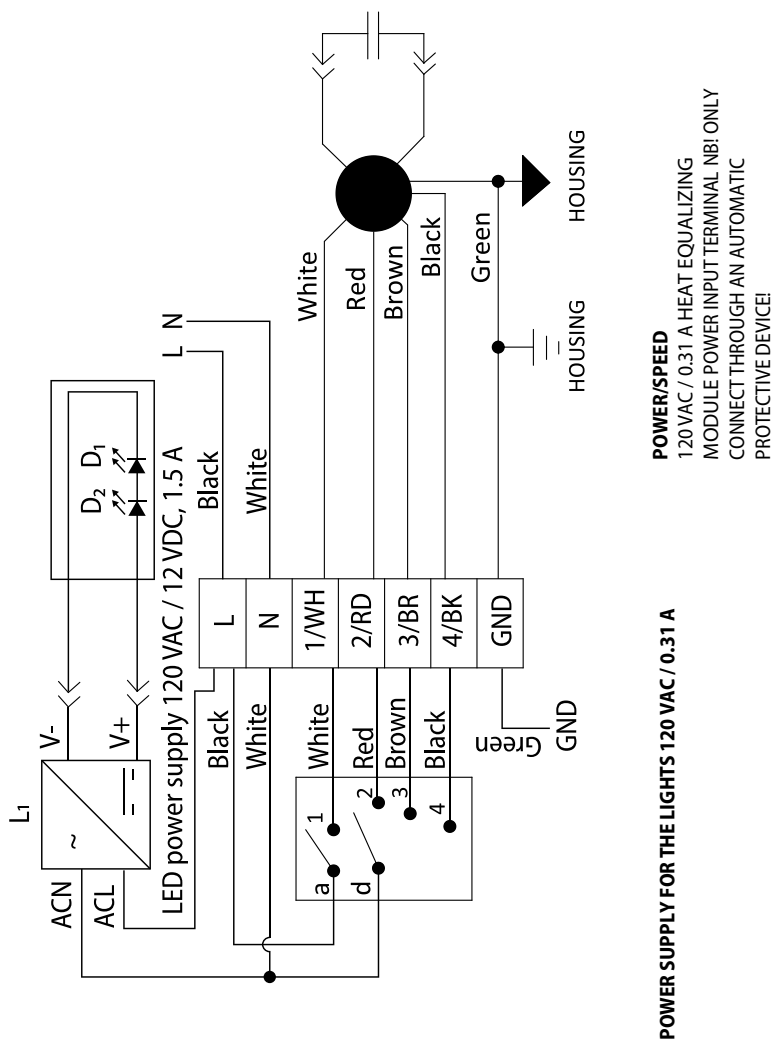 L1
ACN
ACL
V-
V+
~
D2
D1
LED power supply 120 VAC / 12 VDC, 1.5 A
L
N
Black
White
Black
White
White
Red
Brown
Black
Green
GND
a
d
1
2
3
4
L
N
1/WH
2/RD
3/BR
4/BK
GND
White
Red
Brown
Black
Green
HOUSING
HOUSING
POWER SUPPLY FOR THE LIGHTS 120 VAC / 0.31 A
POWER/SPEED
120 VAC / 0.31 A HEAT EQUALIZING
MODULE POWER INPUT TERMINAL NB! ONLY
CONNECT THROUGH AN AUTOMATIC
PROTECTIVE DEVICE!